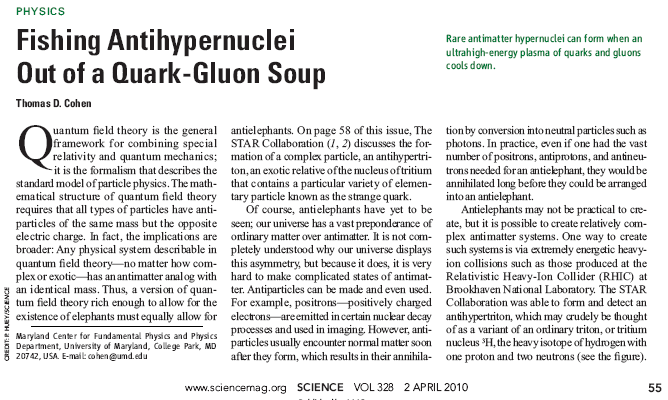 PHYSICS
Fishing Antihypernuclei
Out of a Quark-Gluon Soup
Thomas D. Cohen
Rare antimatter hypernuclei can form when an
ultrahigh-energy plasma of quarks and gluons
cools down.
Quantum field theory is the general
framework for combining special
relativity and quantum mechanics;
it is the formalism that describes the
standard model of particle physics. The math-
ematical structure of quantum field theory
requires that all types of particles have anti-
particles of the same mass but the opposite
electric charge. In fact, the implications are
broader: Any physical system describable in
quantum field theory—no matter how com-
plex or exotic—has an antimatter analog with
an identical mass. Thus, a version of quan-
tum field theory rich enough to allow for the
existence of elephants must equally allow for
Maryland Center for Fundamental Physics and Physics
Department, University of Maryland, College Park, MD
20742, USA. E-mail: cohen@umd.edu
CREDIT: P. HUEY/SCIENCE
antielephants. On page 58 of this issue, The
STAR Collaboration (1, 2) discusses the for-
mation of a complex particle, an antihypertri-
ton, an exotic relative of the nucleus of tritium
that contains a particular variety of elemen-
tary particle known as the strange quark.
Of course, antielephants have yet to be
seen; our universe has a vast preponderance of
ordinary matter over antimatter. It is not com-
pletely understood why our universe displays
this asymmetry, but because it does, it is very
hard to make complicated states of antimat-
ter. Antiparticles can be made and even used.
For example, positrons—positively charged
electrons—are emitted in certain nuclear decay
processes and used in imaging. However, anti-
particles usually encounter normal matter soon
after they form, which results in their annihila-
tion by conversion into neutral particles such as
photons. In practice, even if one had the vast
number of positrons, antiprotons, and antineu-
trons needed for an antielephant, they would be
annihilated long before they could be arranged
into an antielephant.
Antielephants may not be practical to cre-
ate, but it is possible to create relatively com-
plex antimatter systems. One way to create
such systems is via extremely energetic heavy-
ion collisions such as those produced at the
Relativistic Heavy-Ion Collider (RHIC) at
Brookhaven National Laboratory. The STAR
Collaboration was able to form and detect an
antihypertriton, which may crudely be thought
of as a variant of an ordinary triton, or tritium
nucleus ³H, the heavy isotope of hydrogen with
one proton and two neutrons (see the figure).
www.sciencemag.org SCIENCE VOL 328 2 APRIL 2010 55